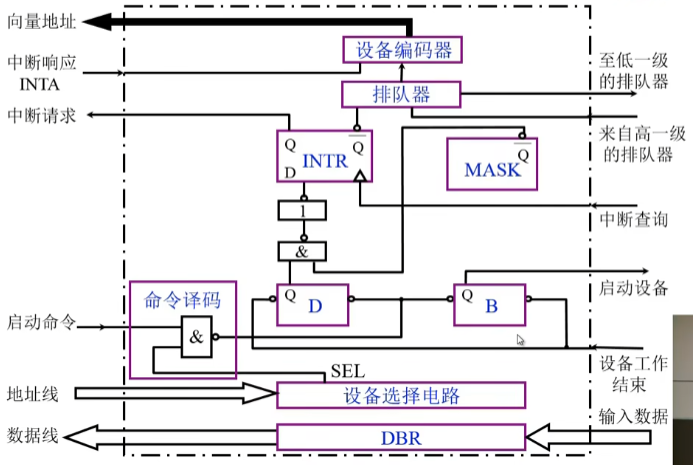 向量地址
设备编码器
中断响应
INTA
至低一级
的排队器
排队器
中断请求
来自高一级
的排队器
Q
Q
INTR
D
Q
MASK
1
中断查询
&
启动设备
命令译码
Q
D
Q
B
启动命令
&
设备工作
结束
SEL
地址线
设备选择电路
输入数据
数据线
DBR